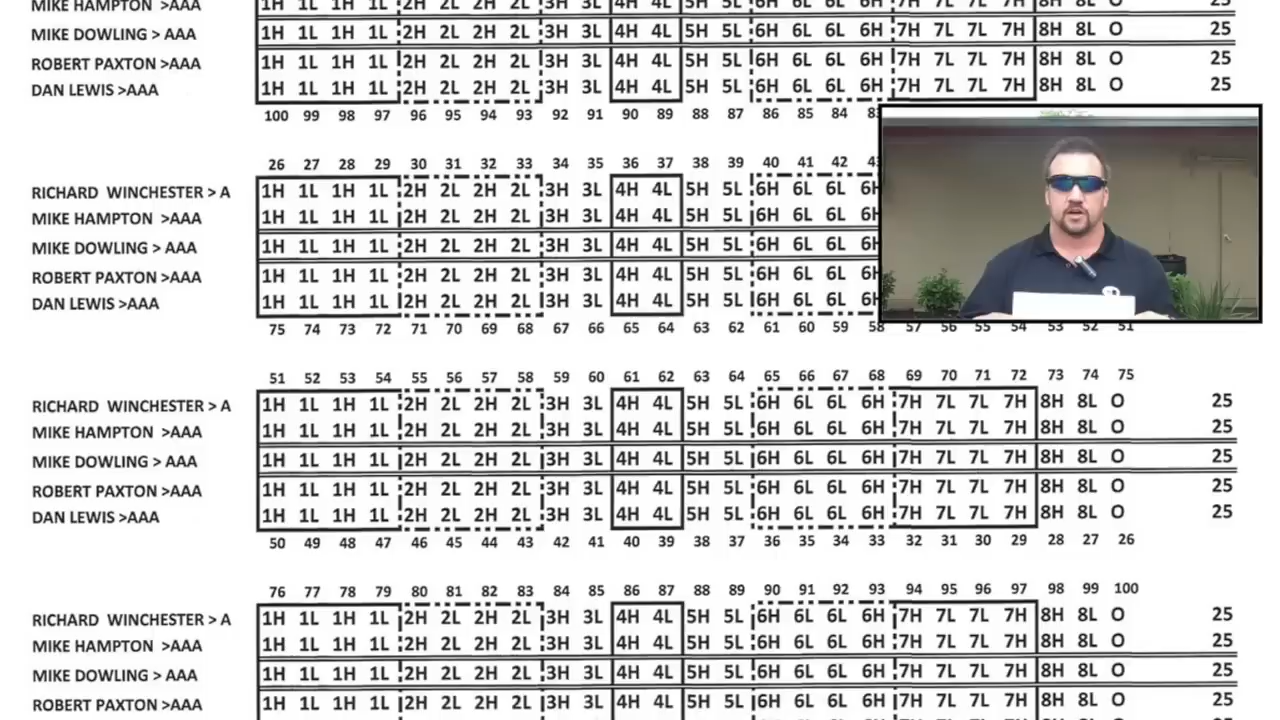 MIKE HAMPTON >AAA 1H 1L 1H 1L 2H 2L 2H 2L 3H 3L 4H 4L 5H 5L 6H 6L 6L 6H 7H 7L 7L 7H 8H 8L O 25
MIKE DOWLING > AAA 1H 1L 1H 1L 2H 2L 2H 2L 3H 3L 4H 4L 5H 5L 6H 6L 6L 6H 7H 7L 7L 7H 8H 8L O 25
ROBERT PAXTON >AAA 1H 1L 1H 1L 2H 2L 2H 2L 3H 3L 4H 4L 5H 5L 6H 6L 6L 6H 7H 7L 7L 7H 8H 8L O 25
DAN LEWIS >AAA 1H 1L 1H 1L 2H 2L 2H 2L 3H 3L 4H 4L 5H 5L 6H 6L 6L 6H 7H 7L 7L 7H 8H 8L O 25
100 99 98 97 96 95 94 93 92 91 90 89 88 87 86 85 84
26 27 28 29 30 31 32 33 34 35 36 37 38 39 40 41 42
RICHARD WINCHESTER > A 1H 1L 1H 1L 2H 2L 2H 2L 3H 3L 4H 4L 5H 5L 6H 6L 6L 6H
MIKE HAMPTON >AAA 1H 1L 1H 1L 2H 2L 2H 2L 3H 3L 4H 4L 5H 5L 6H 6L 6L 6H
MIKE DOWLING > AAA 1H 1L 1H 1L 2H 2L 2H 2L 3H 3L 4H 4L 5H 5L 6H 6L 6L 6H
ROBERT PAXTON >AAA 1H 1L 1H 1L 2H 2L 2H 2L 3H 3L 4H 4L 5H 5L 6H 6L 6L 6H
DAN LEWIS >AAA 1H 1L 1H 1L 2H 2L 2H 2L 3H 3L 4H 4L 5H 5L 6H 6L 6L 6H
75 74 73 72 71 70 69 68 67 66 65 64 63 62 61 60 59 58 57 56 55 54 53 52 51
51 52 53 54 55 56 57 58 59 60 61 62 63 64 65 66 67 68 69 70 71 72 73 74 75
RICHARD WINCHESTER > A 1H 1L 1H 1L 2H 2L 2H 2L 3H 3L 4H 4L 5H 5L 6H 6L 6L 6H 7H 7L 7L 7H 8H 8L O 25
MIKE HAMPTON >AAA 1H 1L 1H 1L 2H 2L 2H 2L 3H 3L 4H 4L 5H 5L 6H 6L 6L 6H 7H 7L 7L 7H 8H 8L O 25
MIKE DOWLING > AAA 1H 1L 1H 1L 2H 2L 2H 2L 3H 3L 4H 4L 5H 5L 6H 6L 6L 6H 7H 7L 7L 7H 8H 8L O 25
ROBERT PAXTON >AAA 1H 1L 1H 1L 2H 2L 2H 2L 3H 3L 4H 4L 5H 5L 6H 6L 6L 6H 7H 7L 7L 7H 8H 8L O 25
DAN LEWIS >AAA 1H 1L 1H 1L 2H 2L 2H 2L 3H 3L 4H 4L 5H 5L 6H 6L 6L 6H 7H 7L 7L 7H 8H 8L O 25
50 49 48 47 46 45 44 43 42 41 40 39 38 37 36 35 34 33 32 31 30 29 28 27 26
76 77 78 79 80 81 82 83 84 85 86 87 88 89 90 91 92 93 94 95 96 97 98 99 100
RICHARD WINCHESTER > A 1H 1L 1H 1L 2H 2L 2H 2L 3H 3L 4H 4L 5H 5L 6H 6L 6L 6H 7H 7L 7L 7H 8H 8L O 25
MIKE HAMPTON >AAA 1H 1L 1H 1L 2H 2L 2H 2L 3H 3L 4H 4L 5H 5L 6H 6L 6L 6H 7H 7L 7L 7H 8H 8L O 25
MIKE DOWLING > AAA 1H 1L 1H 1L 2H 2L 2H 2L 3H 3L 4H 4L 5H 5L 6H 6L 6L 6H 7H 7L 7L 7H 8H 8L O 25
ROBERT PAXTON >AAA 1H 1L 1H 1L 2H 2L 2H 2L 3H 3L 4H 4L 5H 5L 6H 6L 6L 6H 7H 7L 7L 7H 8H 8L O 25